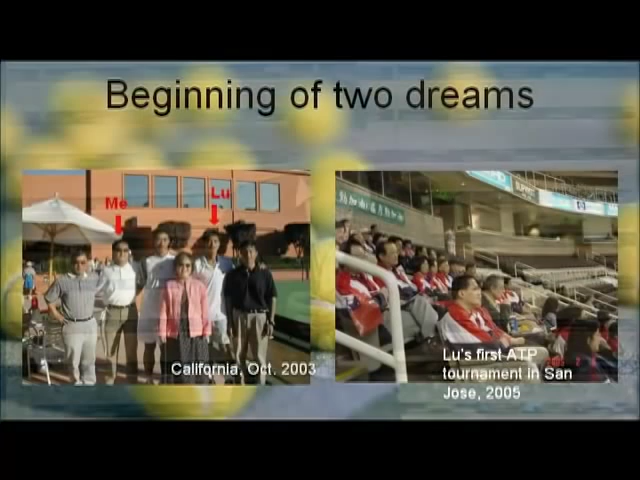 Beginning of two dreams
Me
Lu
California, Oct. 2003
Lu's first ATP
tournament in San
Jose, 2005